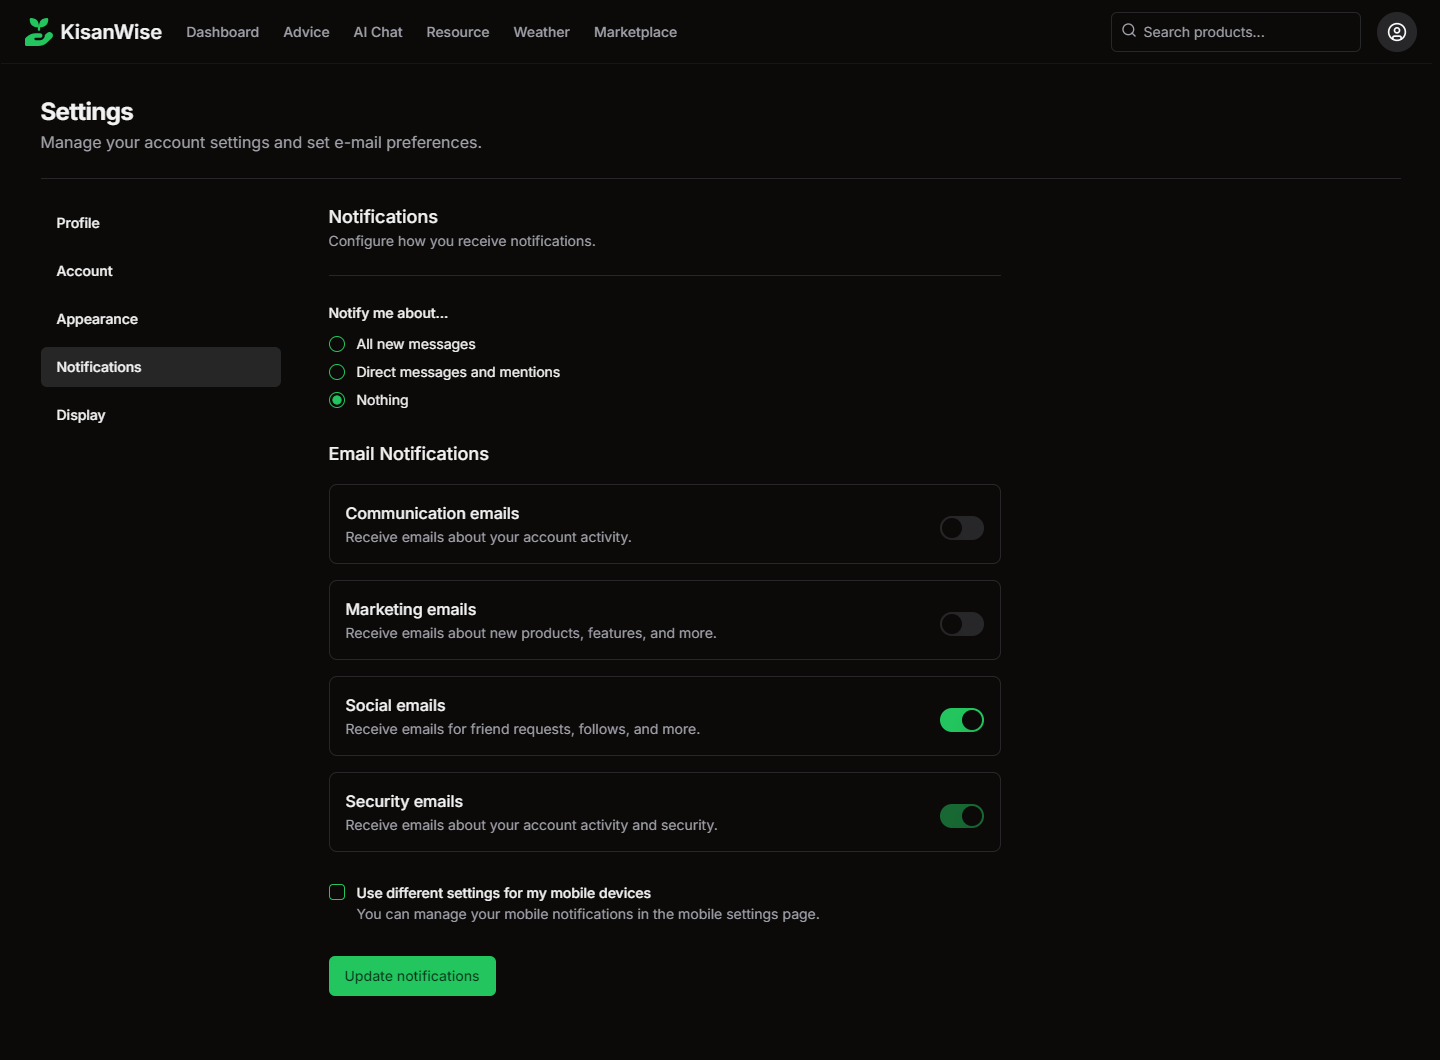 KisanWise
Dashboard
Advice
AI Chat
Resource
Weather
Marketplace
Search products...
Settings
Manage your account settings and set e-mail preferences.
Profile
Account
Appearance
Notifications
Display
Notifications
Configure how you receive notifications.
Notify me about...
All new messages
Direct messages and mentions
Nothing
Email Notifications
Communication emails
Receive emails about your account activity.
Marketing emails
Receive emails about new products, features, and more.
Social emails
Receive emails for friend requests, follows, and more.
Security emails
Receive emails about your account activity and security.
Use different settings for my mobile devices
You can manage your mobile notifications in the mobile settings page.
Update notifications